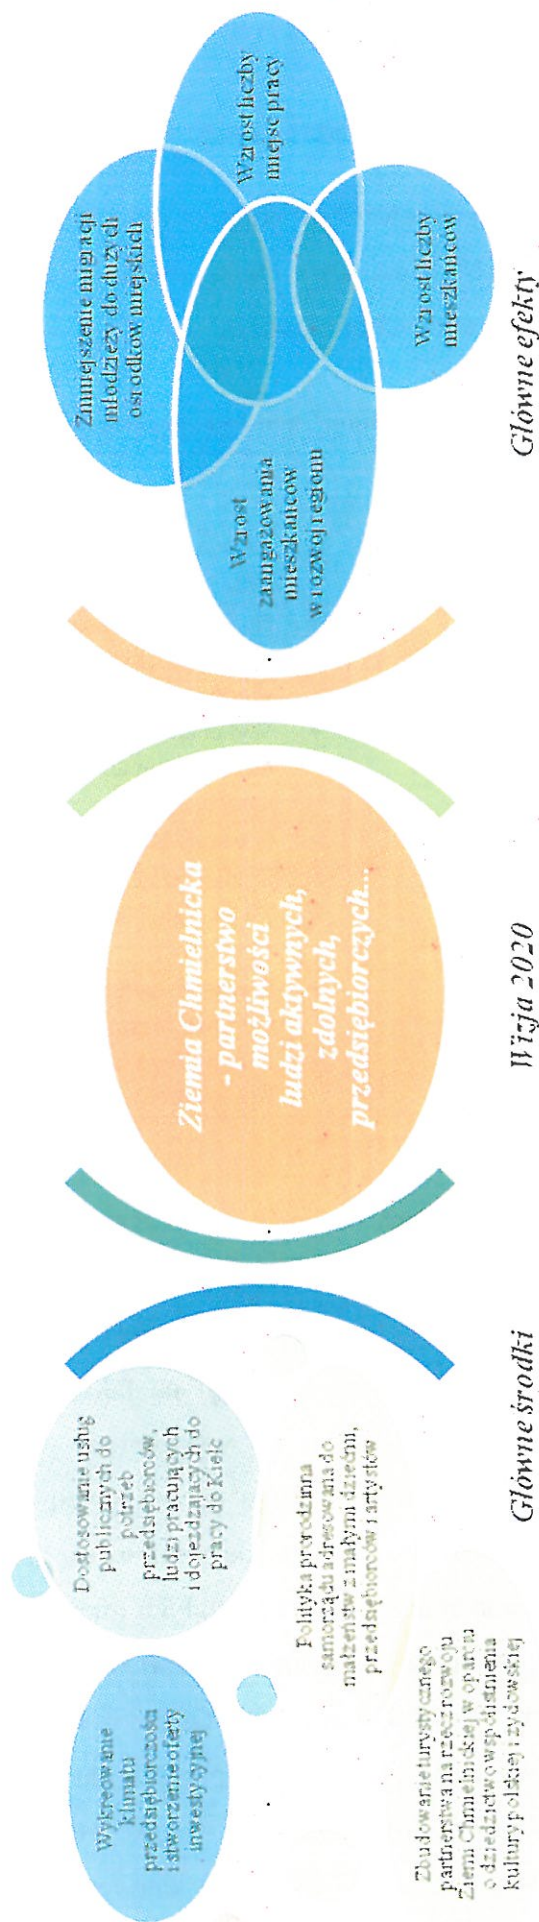 Wykreowanie
klimatu
przedsiębiorczości
i stworzenie oferty
inwestycyjnej
Dostosowanie usług
publicznych do
potrzeb
przedsiębiorców,
ludzi pracujących
i dojeżdzających do
pracy do Kielc
Polityka prorodzinna
samorządu adresowana do
małżeństw z małymi dziećmi,
przedsiębiorców i artystów
Zbudowanie turystycznego
partnerstwa na rzecz rozwoju
Ziemi Chmielnickiej w oparciu
o dziedzictwo współistnienia
kultury polskiej i żydowskiej
Główne środki
Ziemia Chmielnicka
- partnerstwo
możliwości
ludzi aktywnych,
zdolnych,
przedsiębiorczych...
Wizja 2020
Zmniejszenie migracji
młodzieży do dużych
ośrodków miejskich
Wzrost liczby
miejsc pracy
Wzrost
zaangażowania
mieszkańców
w rozwój regionu
Wzrost liczby
mieszkańców
Główne efekty